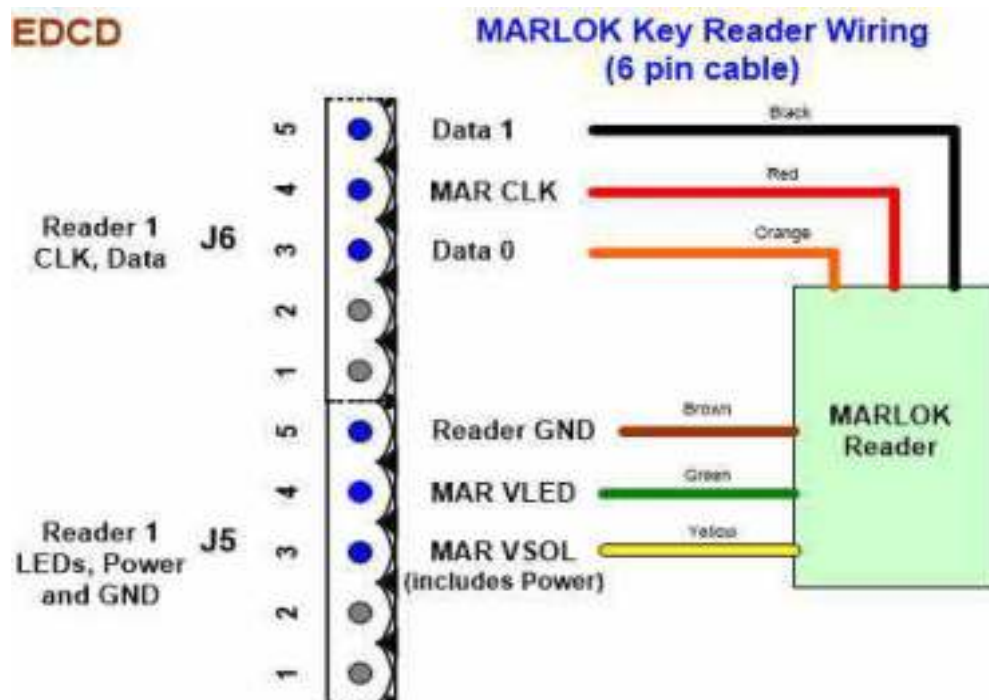 EDCD
MARLOK Key Reader Wiring
(6 pin cable)
5
Data 1
Black
4
MAR CLK
Red
Reader 1
CLK, Data
J6
3
Data 0
Orange
2
1
5
Reader GND
Brown
MARLOK
Reader
4
MAR VLED
Green
Reader 1
LEDs, Power
and GND
J5
3
MAR VSOL
(includes Power)
Yellow
2
1